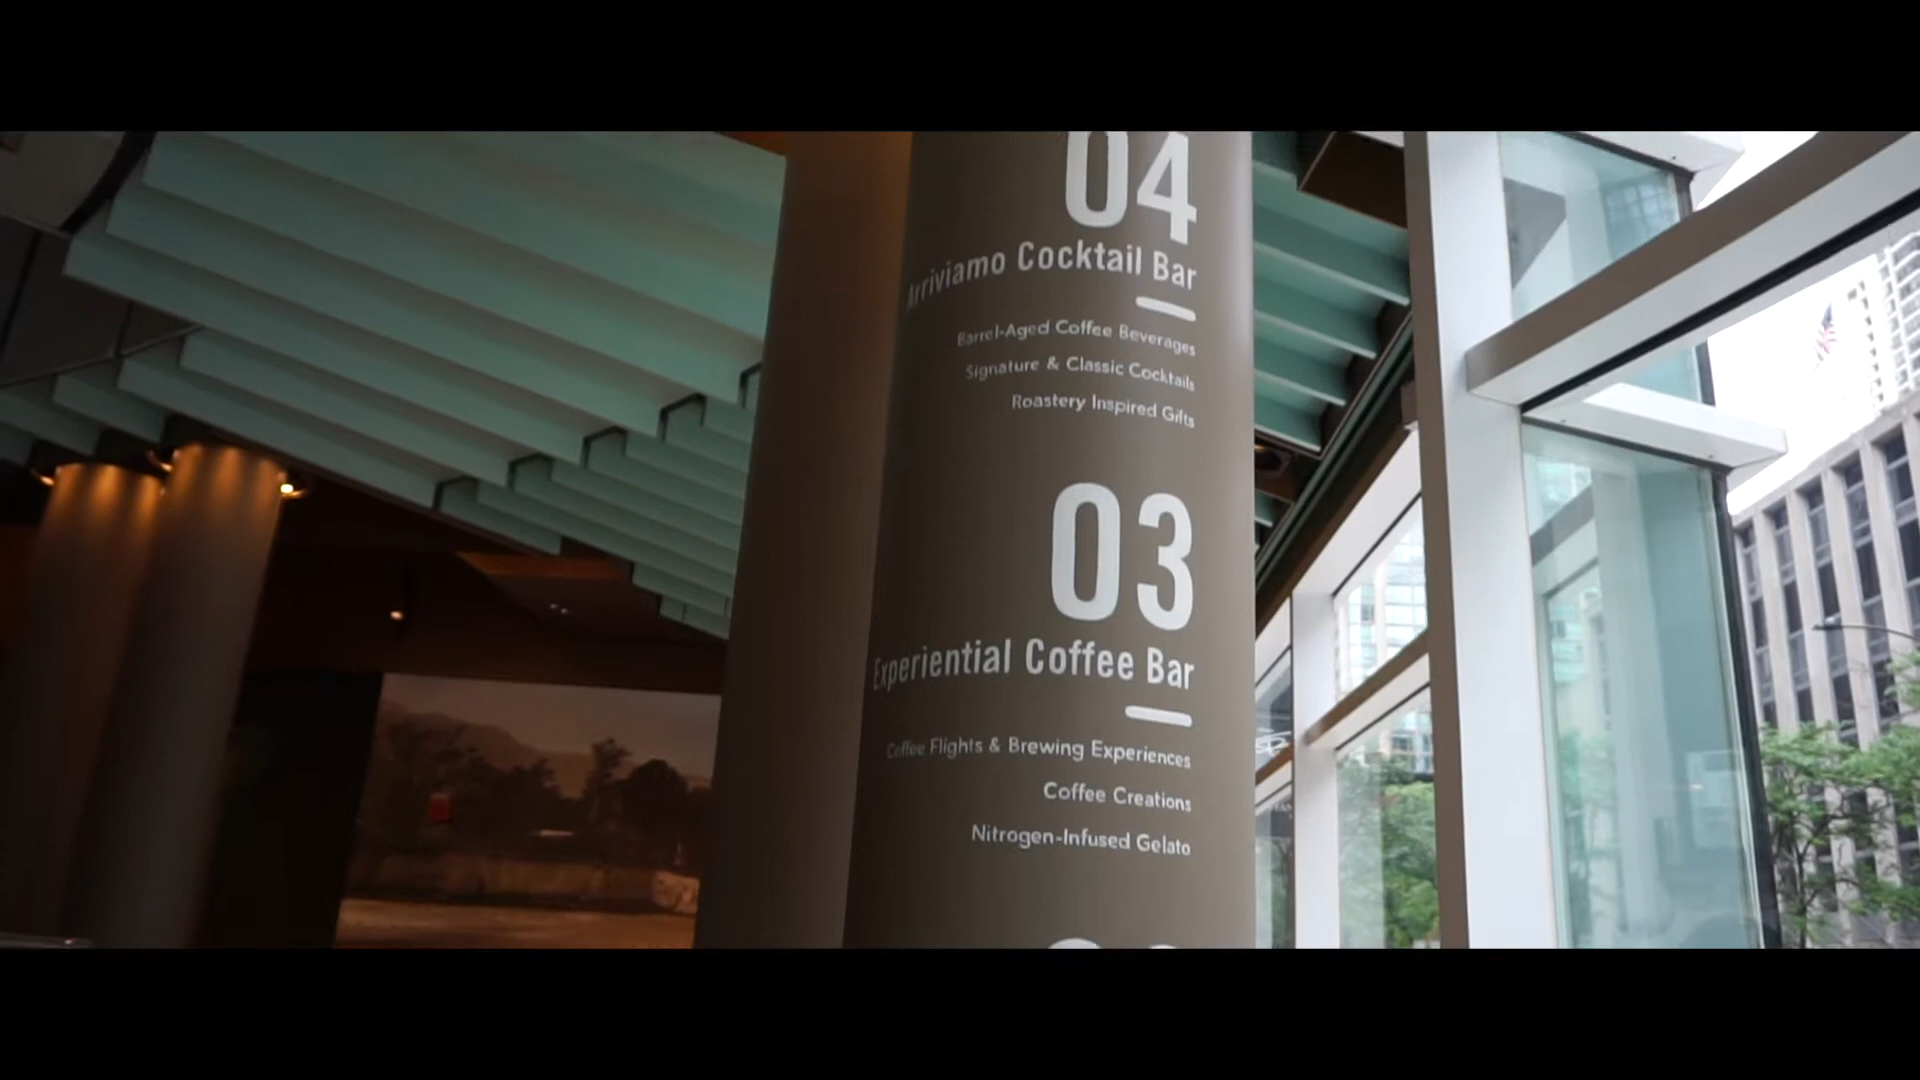 04
Arriviamo Cocktail Bar
Barrel-Aged Coffee Beverages
Signature & Classic Cocktails
Roastery Inspired Gifts
03
Experiential Coffee Bar
Coffee Flights & Brewing Experiences
Coffee Creations
Nitrogen-Infused Gelato